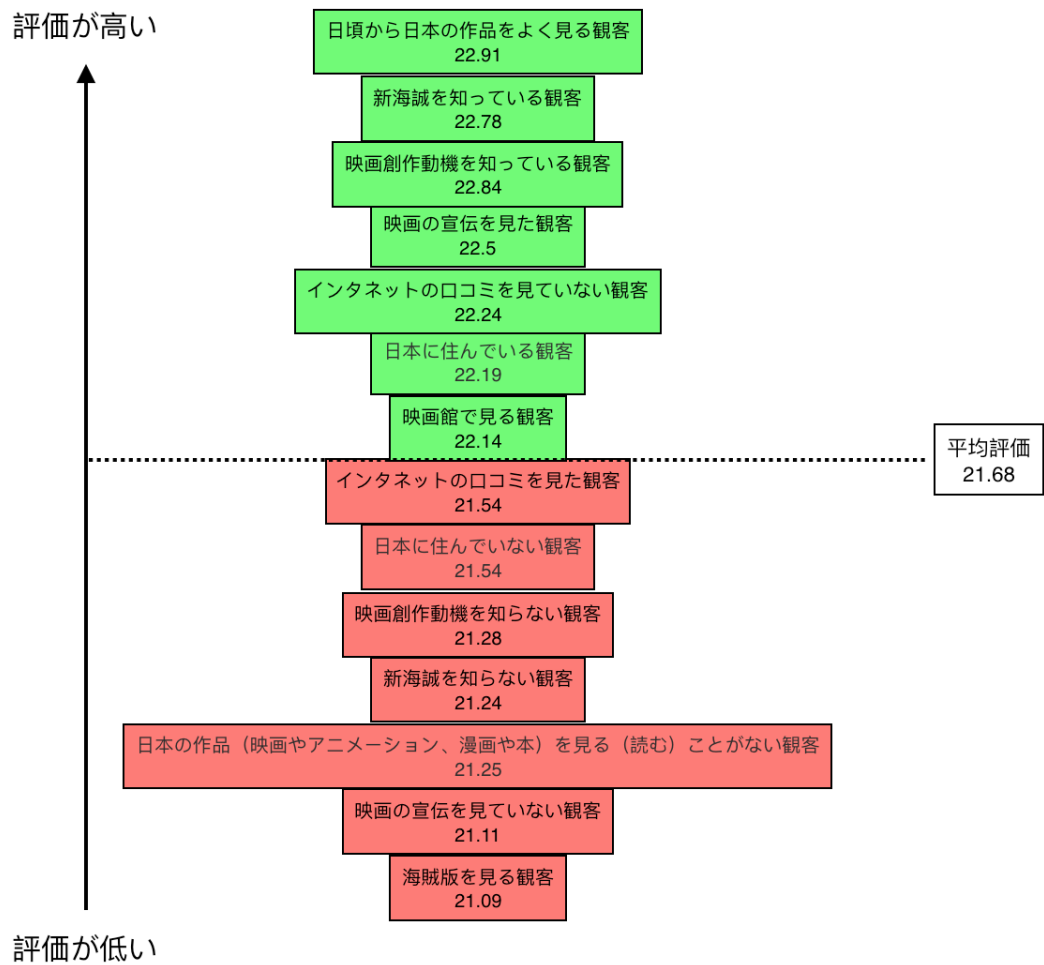 評価が高い
日頃から日本の作品をよく見る観客
22.91
新海誠を知っている観客
22.78
映画創作動機を知っている観客
22.84
映画の宣伝を見た観客
22.5
インタネットの口コミを見ていない観客
22.24
日本に住んでいる観客
22.19
映画館で見る観客
22.14
平均評価
21.68
インタネットの口コミを見た観客
21.54
日本に住んでいない観客
21.54
映画創作動機を知らない観客
21.28
新海誠を知らない観客
21.24
日本の作品（映画やアニメーション、漫画や本）を見る（読む）ことがない観客
21.25
映画の宣伝を見ていない観客
21.11
海賊版を見る観客
21.09
評価が低い